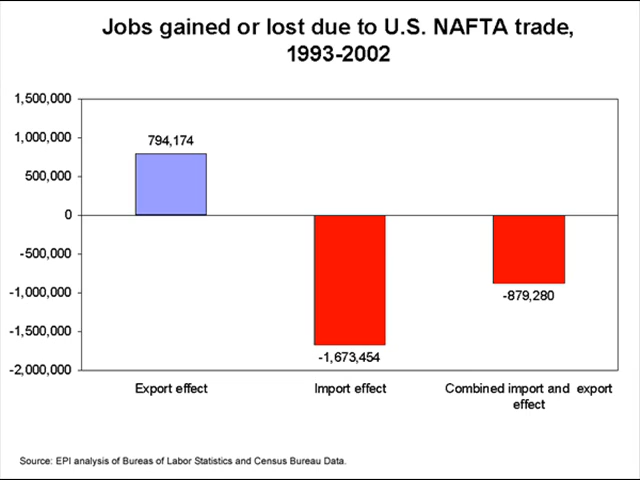 Jobs gained or lost due to U.S. NAFTA trade,
1993-2002
1,500,000
1,000,000
500,000
0
-500,000
-1,000,000
-1,500,000
-2,000,000
794,174
-1,673,454
-879,280
Export effect
Import effect
Combined import and export
effect
Source: EPI analysis of Bureas of Labor Statistics and Census Bureau Data.